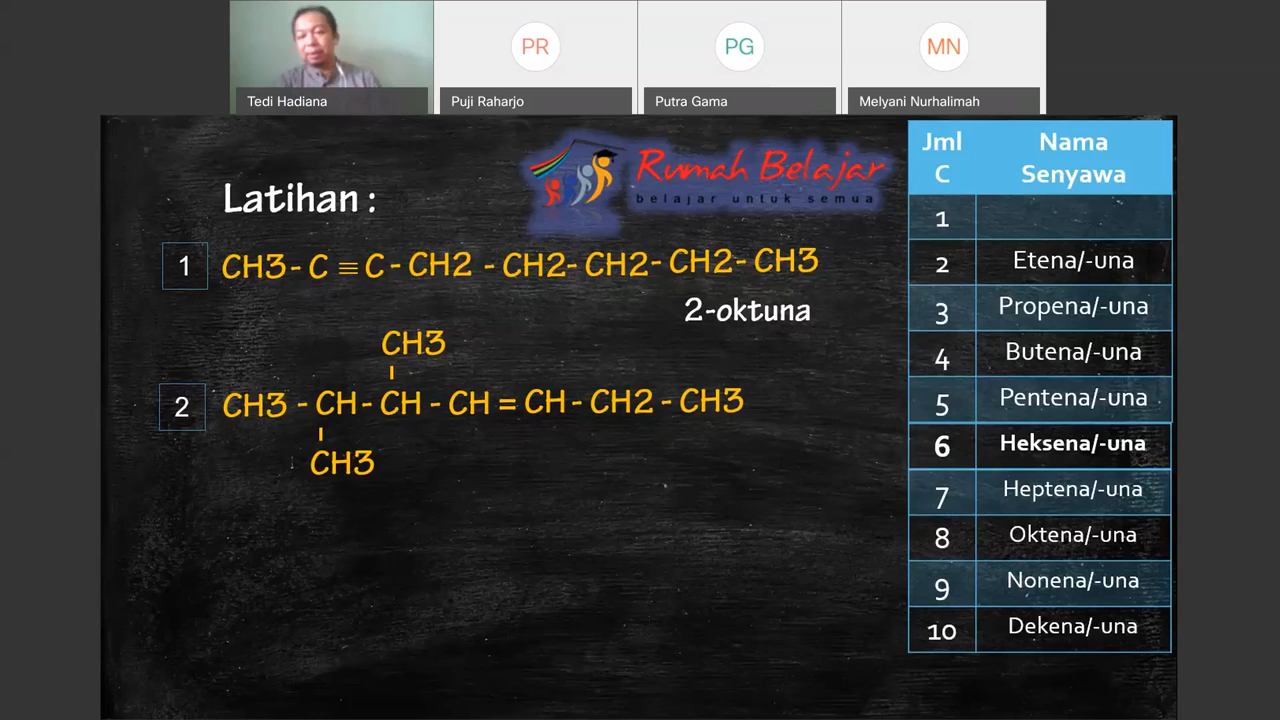 PR
PG
MN
Tedi Hadiana
Puji Raharjo
Putra Gama
Melyani Nurhalimah
Rumah Belajar
belajar untuk semua
Latihan :
1
CH3 - C ≡ C - CH2 - CH2 - CH2 - CH2 - CH3
2-oktuna
CH3
2
CH3 - CH - CH - CH = CH - CH2 - CH3
CH3
Jml C Nama Senyawa
1
2 Etena/-una
3 Propena/-una
4 Butena/-una
5 Pentena/-una
6 Heksena/-una
7 Heptena/-una
8 Oktena/-una
9 Nonena/-una
10 Dekena/-una